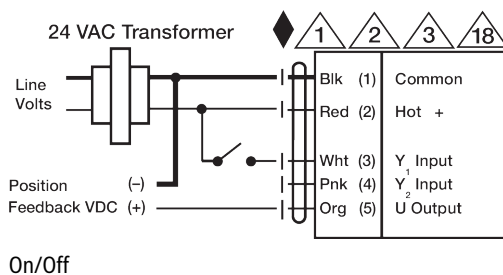 24 VAC Transformer
1 2 3 18
Line
Volts
Blk (1) Common
Red (2) Hot +
Wht (3) Y1 Input
Pnk (4) Y2 Input
Org (5) U Output
Position (–)
Feedback VDC (+)
On/Off